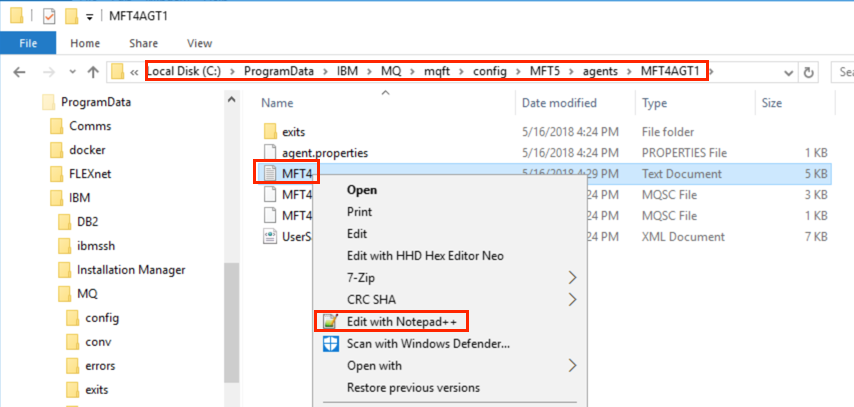 MFT4AGT1
File Home Share View
« Local Disk (C:) > ProgramData > IBM > MQ > mqft > config > MFT5 > agents > MFT4AGT1 >
ProgramData
Comms
docker
FLEXnet
IBM
DB2
ibmssh
Installation Manager
MQ
config
conv
errors
exits
Name Date modified Type Size
exits 5/16/2018 4:24 PM File folder
agent.properties 5/16/2018 4:24 PM PROPERTIES File 1 KB
MFT4 5/16/2018 4:29 PM Text Document 5 KB
MFT4 24 PM MQSC File 3 KB
MFT4 24 PM MQSC File 1 KB
UserS 24 PM XML Document 7 KB
Open
Print
Edit
Edit with HHD Hex Editor Neo
7-Zip >
CRC SHA >
Edit with Notepad++
Scan with Windows Defender...
Open with >
Restore previous versions